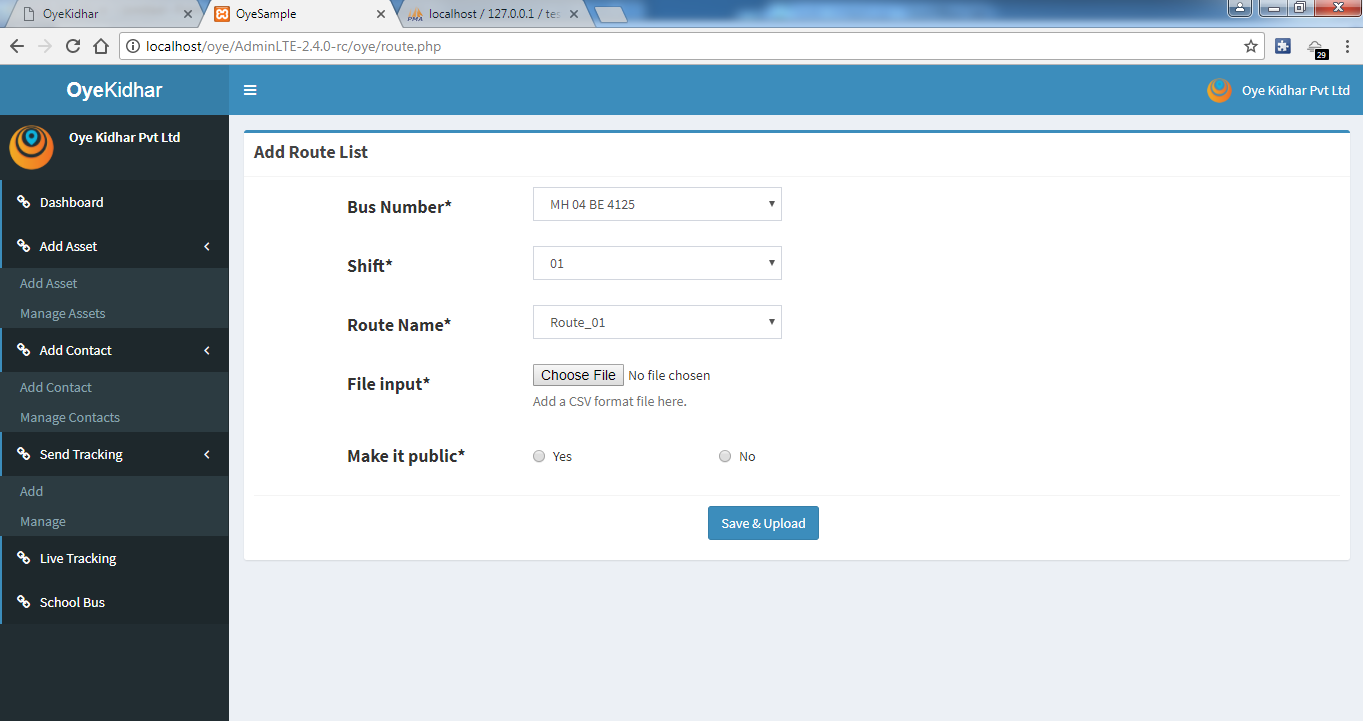 OyeKidhar
OyeSample
localhost / 127.0.0.1 / tes
localhost/oye/AdminLTE-2.4.0-rc/oye/route.php
29
OyeKidhar
Oye Kidhar Pvt Ltd
Oye Kidhar Pvt Ltd
Dashboard
Add Asset
Add Asset
Manage Assets
Add Contact
Add Contact
Manage Contacts
Send Tracking
Add
Manage
Live Tracking
School Bus
Add Route List
Bus Number* MH 04 BE 4125
Shift* 01
Route Name* Route_01
File input* Choose File No file chosen
Add a CSV format file here.
Make it public* Yes No
Save & Upload